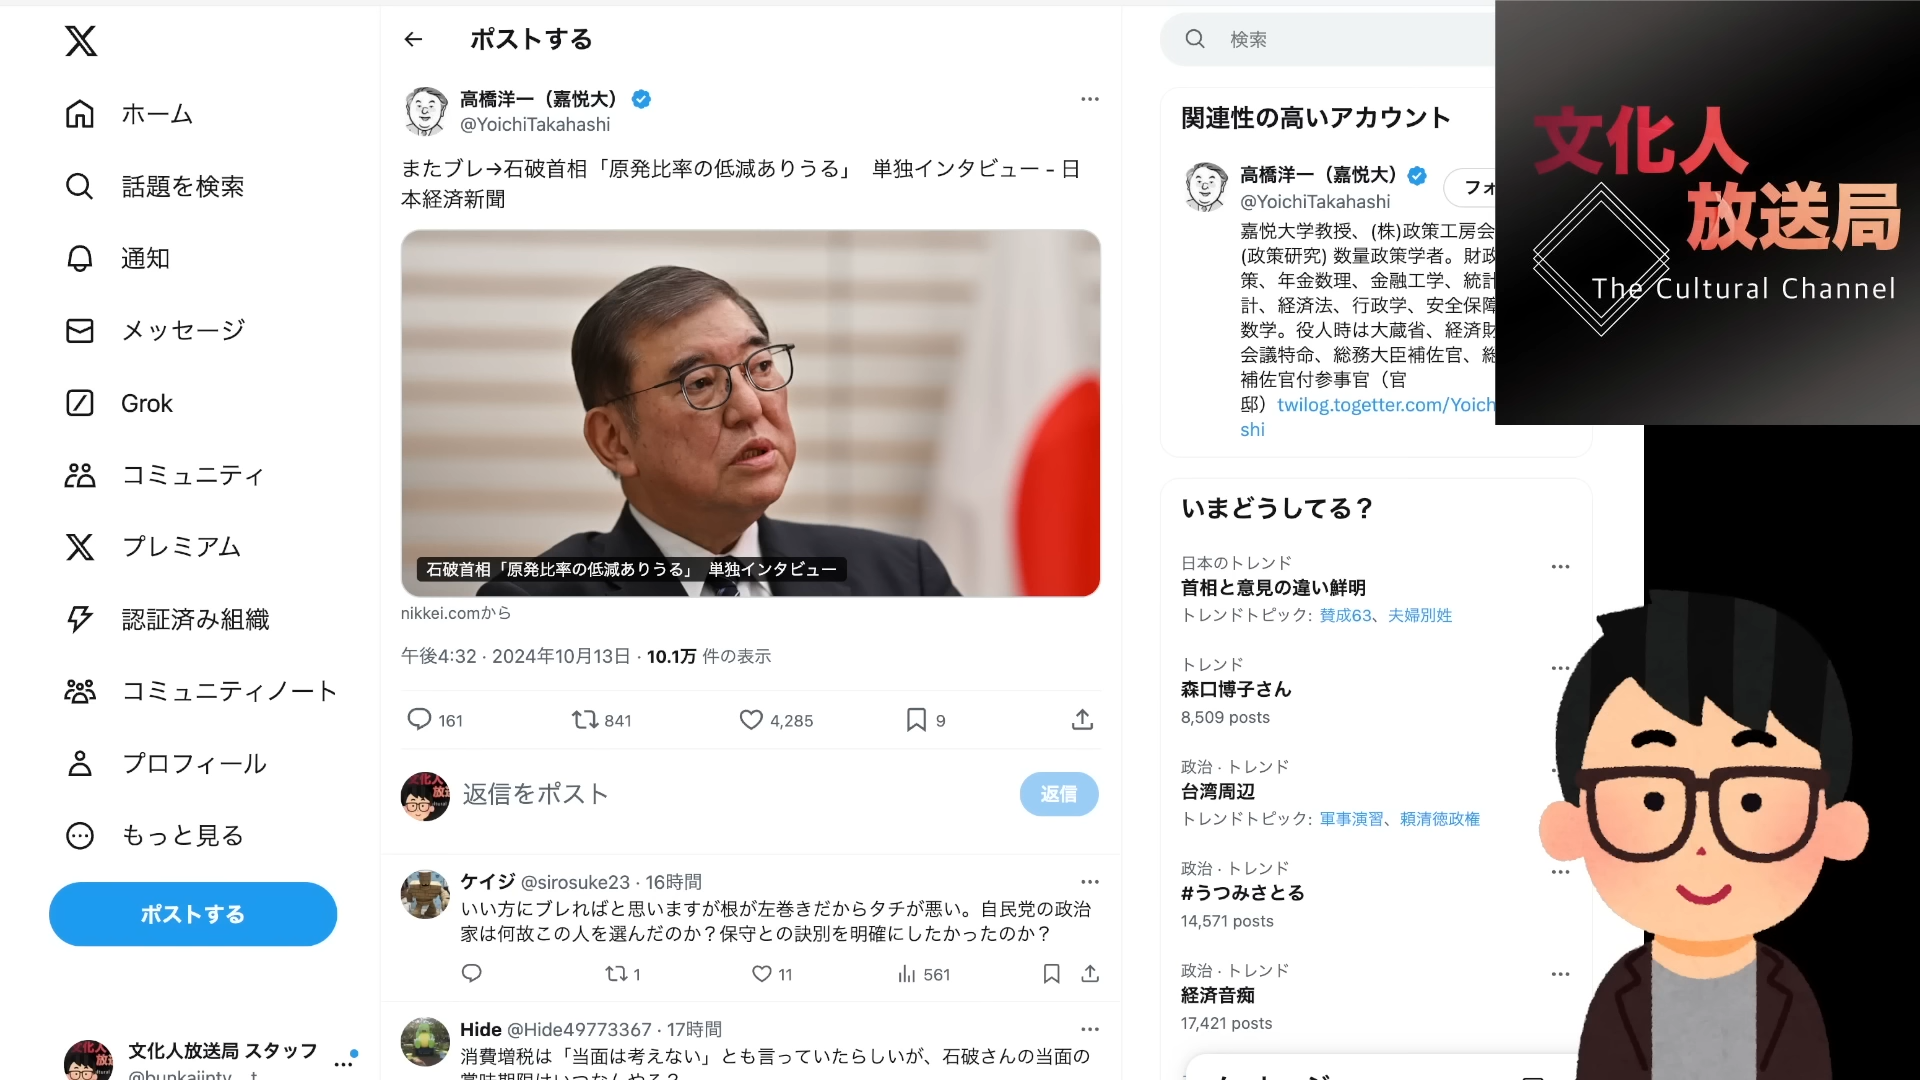 ホーム
話題を検索
通知
メッセージ
Grok
コミュニティ
プレミアム
認証済み組織
コミュニティノート
プロフィール
もっと見る
ポストする
文化人放送局 スタッフ
ポストする
高橋洋一（嘉悦大）
@YoichiTakahashi
またブレ→石破首相「原発比率の低減ありうる」 単独インタビュー - 日
本経済新聞
石破首相「原発比率の低減ありうる」 単独インタビュー
nikkei.comから
午後4:32 · 2024年10月13日 · 10.1万 件の表示
161 841 4,285 9
返信をポスト
返信
ケイジ @sirosuke23 · 16時間
いい方にブレればと思いますが根が左巻きだからタチが悪い。自民党の政治
家は何故この人を選んだのか？保守との訣別を明確にしたかったのか？
1 11 561
Hide @Hide49773367 · 17時間
消費増税は「当面は考えない」とも言っていたらしいが、石破さんの当面の
検索
関連性の高いアカウント
高橋洋一（嘉悦大）
フォ
@YoichiTakahashi
嘉悦大学教授、(株)政策工房会
(政策研究) 数量政策学者。財政
策、年金数理、金融工学、統計
計、経済法、行政学、安全保障
数学。役人時は大蔵省、経済財
会議特命、総務大臣補佐官、総
補佐官付参事官（官
邸）twilog.togetter.com/Yoich
shi
いまどうしてる？
日本のトレンド
首相と意見の違い鮮明
トレンドトピック: 賛成63、夫婦別姓
トレンド
森口博子さん
8,509 posts
政治 · トレンド
台湾周辺
トレンドトピック: 軍事演習、頼清徳政権
政治 · トレンド
#うつみさとる
14,571 posts
政治 · トレンド
経済音痴
17,421 posts
文化人
放送局
The Cultural Channel